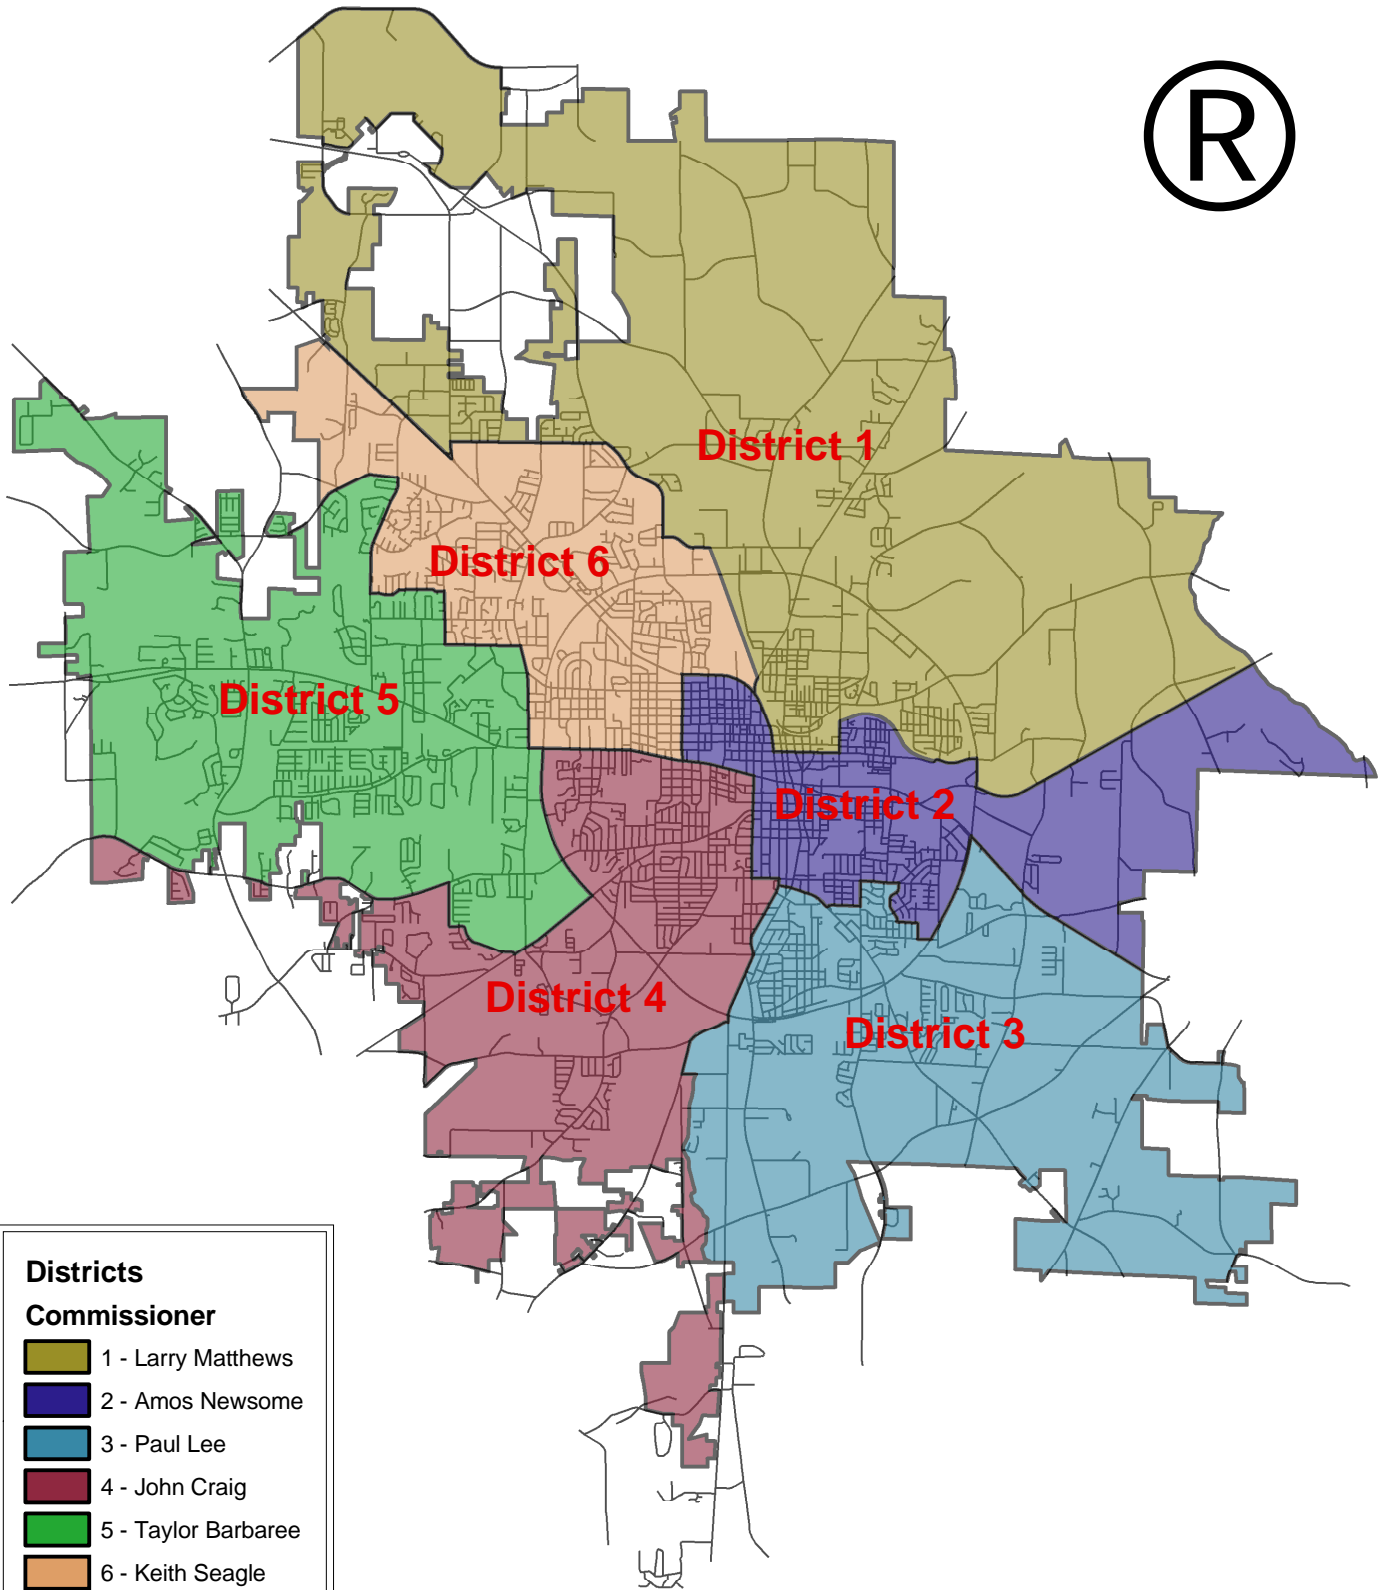 ®
District 1
District 6
District 5
District 2
District 4
District 3
Districts
Commissioner
1 - Larry Matthews
2 - Amos Newsome
3 - Paul Lee
4 - John Craig
5 - Taylor Barbaree
6 - Keith Seagle